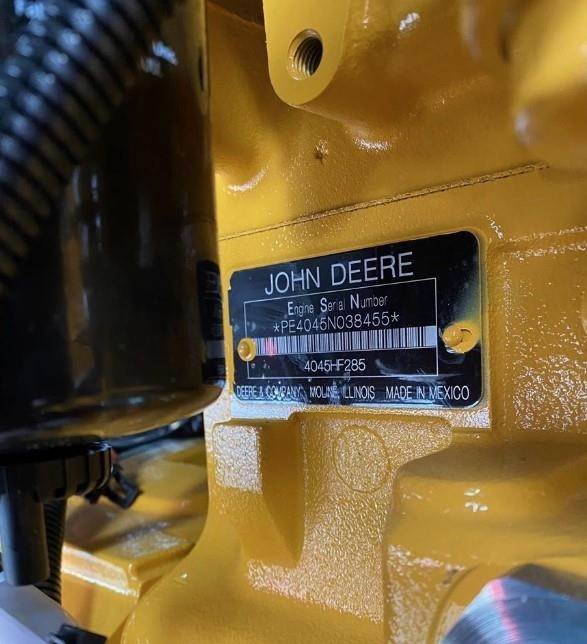 JOHN DEERE
Engine Serial Number
*PE4045N038455*
4045HF285
DEERE & COMPANY MOLINE, ILLINOIS MADE IN MEXICO